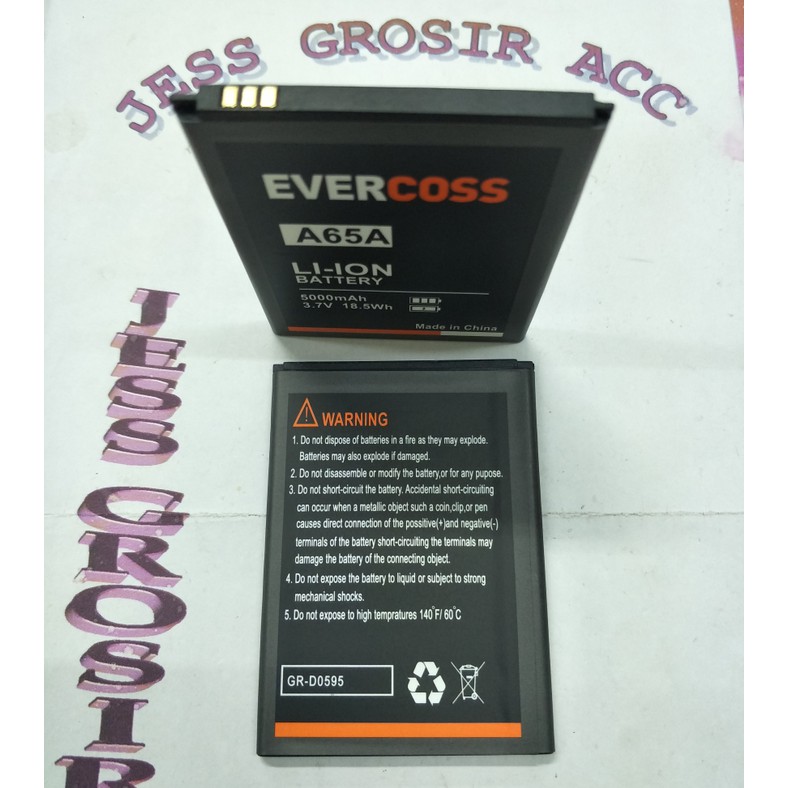 JESS GROSIR ACC
EVERCOSS
A65A
LI-ION
BATTERY
5000mAh
3.7V 18.5Wh
Made in China
JESS GROSIR
WARNING
1. Do not dispose of batteries in a fire as they may explode.
Batteries may also explode if damaged.
2. Do not disassemble or modify the battery,or for any pupose.
3. Do not short-circuit the battery. Accidental short-circuiting
can occur when a metallic object such a coin,clip,or pen
causes direct connection of the possitive(+)and negative(-)
terminals of the battery short-circuiting the terminals may
damage the battery of the connecting object.
4. Do not expose the battery to liquid or subject to strong
mechanical shocks.
5. Do not expose to high tempratures 140°F/ 60°C
GR-D0595